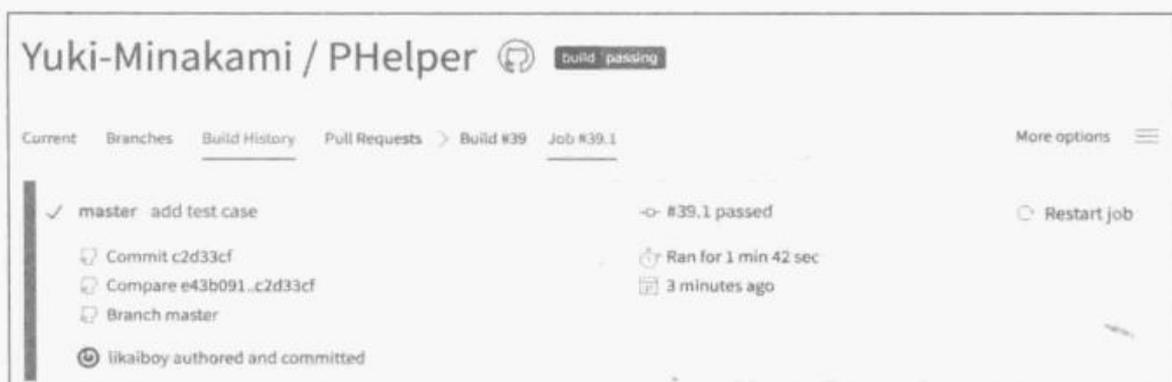 Yuki-Minakami / PHelper build passing
Current Branches Build History Pull Requests > Build #39 Job #39.1 More options
master add test case #39.1 passed Restart job
Commit c2d33cf Ran for 1 min 42 sec
Compare e43b091..c2d33cf 3 minutes ago
Branch master
likaiboy authored and committed